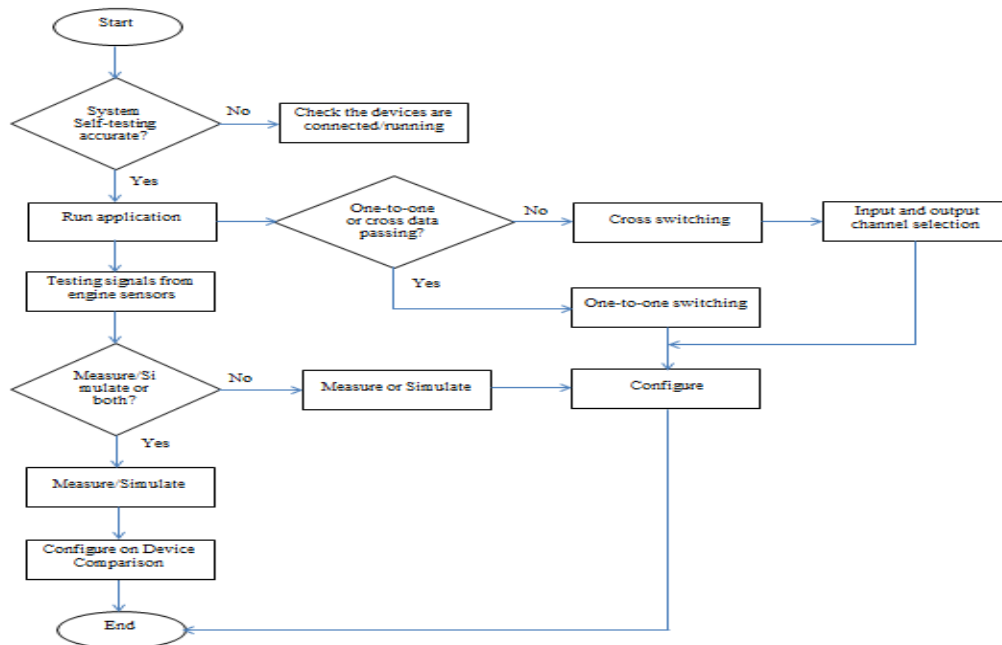 Start
System
Self-testing
accurate?
No
Check the devices are
connected/running
Yes
Run application
One-to-one
or cross data
passing?
No
Cross switching
Input and output
channel selection
Testing signals from
engine sensors
Yes
One-to-one switching
Measure/Si
mulate or
both?
No
Measure or Simulate
Configure
Yes
Measure/Simulate
Configure on Device
Comparison
End